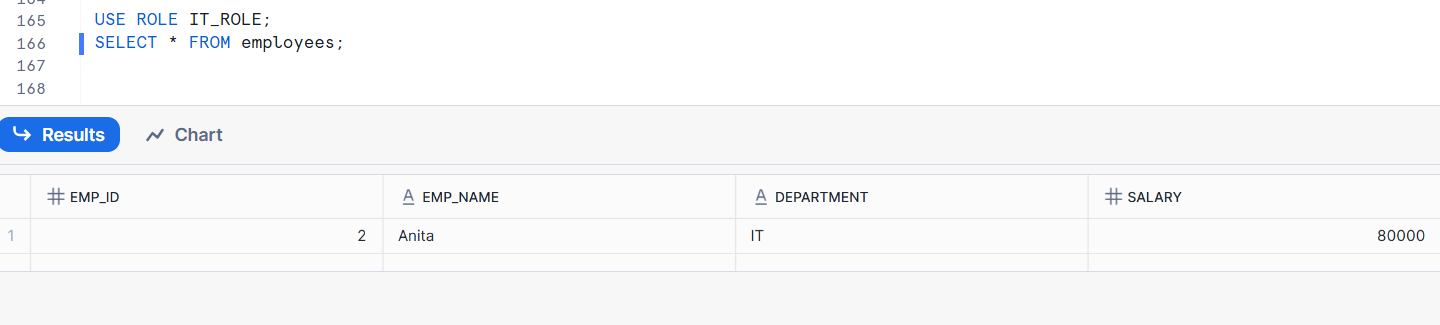 164
165 USE ROLE IT_ROLE;
166 SELECT * FROM employees;
167
168
Results Chart
EMP_ID EMP_NAME DEPARTMENT SALARY
1 2 Anita IT 80000